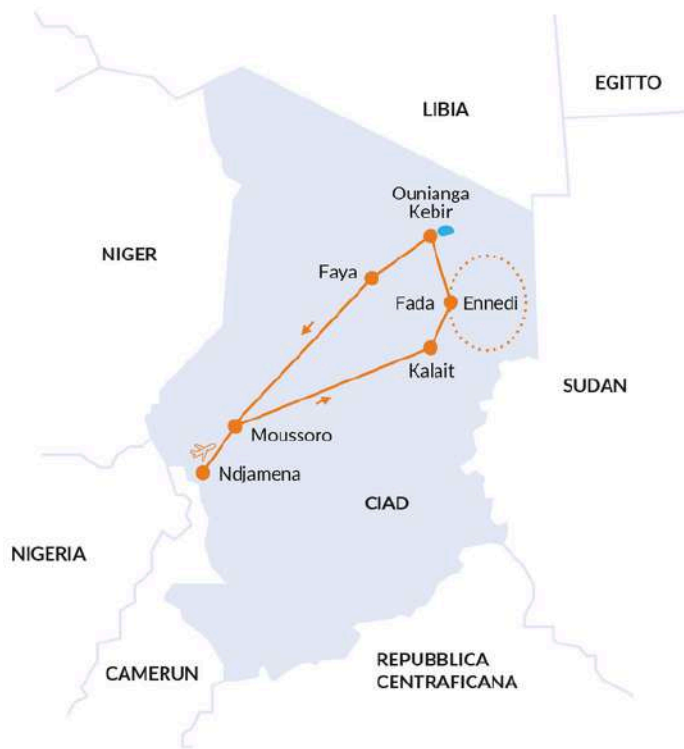 EGITTO
LIBIA
Ounianga
Kebir
NIGER
Faya
Fada
Ennedi
Kalait
SUDAN
Moussoro
Ndjamena
CIAD
NIGERIA
CAMERUN
REPUBBLICA
CENTRAFICANA